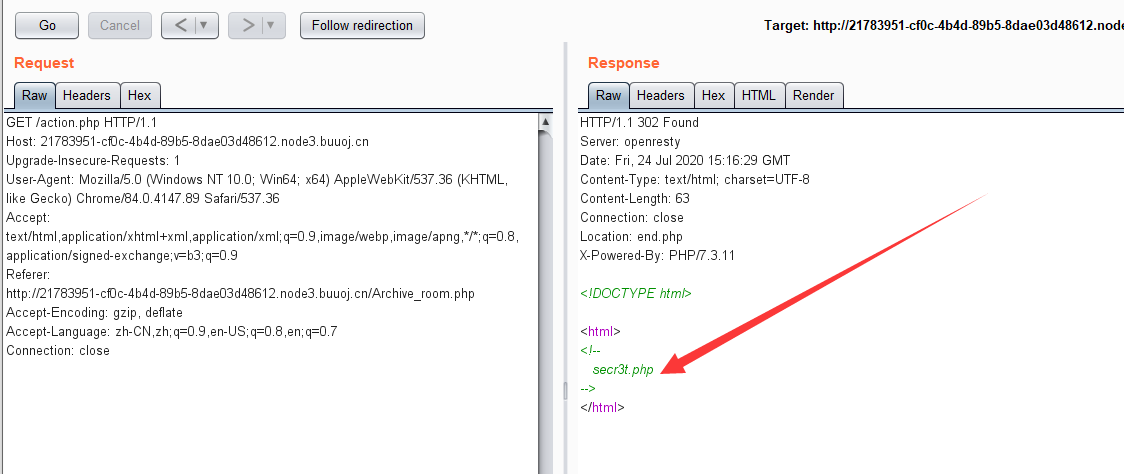 Go
Cancel
<
▼
>
▼
Follow redirection
Target: http://21783951-cf0c-4b4d-89b5-8dae03d48612.node
Request
Raw
Headers
Hex
GET /action.php HTTP/1.1
Host: 21783951-cf0c-4b4d-89b5-8dae03d48612.node3.buuoj.cn
Upgrade-Insecure-Requests: 1
User-Agent: Mozilla/5.0 (Windows NT 10.0; Win64; x64) AppleWebKit/537.36 (KHTML,
like Gecko) Chrome/84.0.4147.89 Safari/537.36
Accept:
text/html,application/xhtml+xml,application/xml;q=0.9,image/webp,image/apng,*/*;q=0.8,
application/signed-exchange;v=b3;q=0.9
Referer:
http://21783951-cf0c-4b4d-89b5-8dae03d48612.node3.buuoj.cn/Archive_room.php
Accept-Encoding: gzip, deflate
Accept-Language: zh-CN,zh;q=0.9,en-US;q=0.8,en;q=0.7
Connection: close
Response
Raw
Headers
Hex
HTML
Render
HTTP/1.1 302 Found
Server: openresty
Date: Fri, 24 Jul 2020 15:16:29 GMT
Content-Type: text/html; charset=UTF-8
Content-Length: 63
Connection: close
Location: end.php
X-Powered-By: PHP/7.3.11
<!DOCTYPE html>
<html>
<!--
secr3t.php
-->
</html>